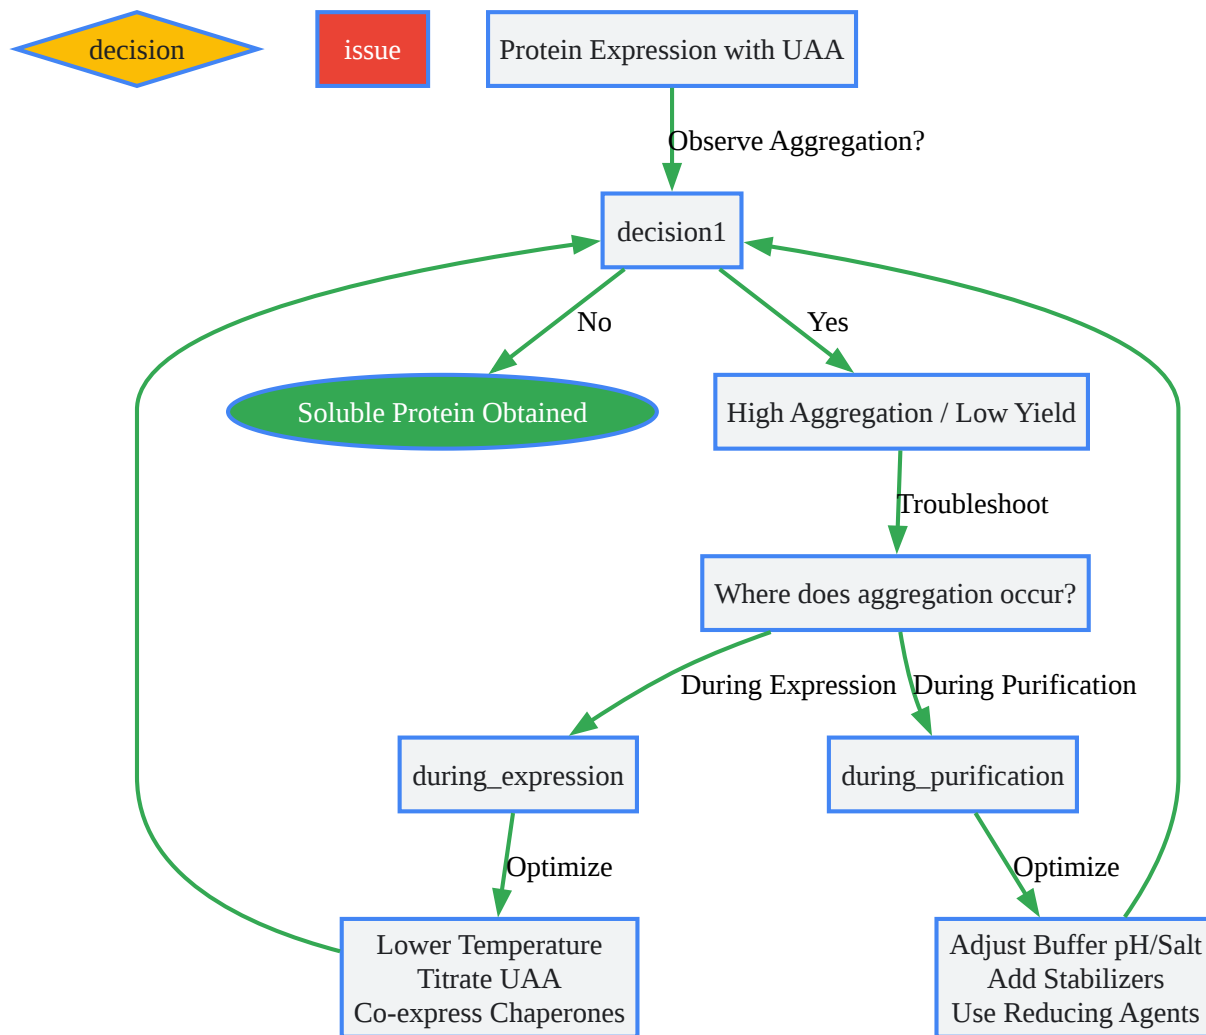 decision
issue
Protein Expression with UAA
Observe Aggregation?
decision1
No
Yes
Soluble Protein Obtained
High Aggregation / Low Yield
Troubleshoot
Where does aggregation occur?
During Expression
During Purification
during_expression
during_purification
Optimize
Optimize
Lower Temperature
Titrate UAA
Co-express Chaperones
Adjust Buffer pH/Salt
Add Stabilizers
Use Reducing Agents